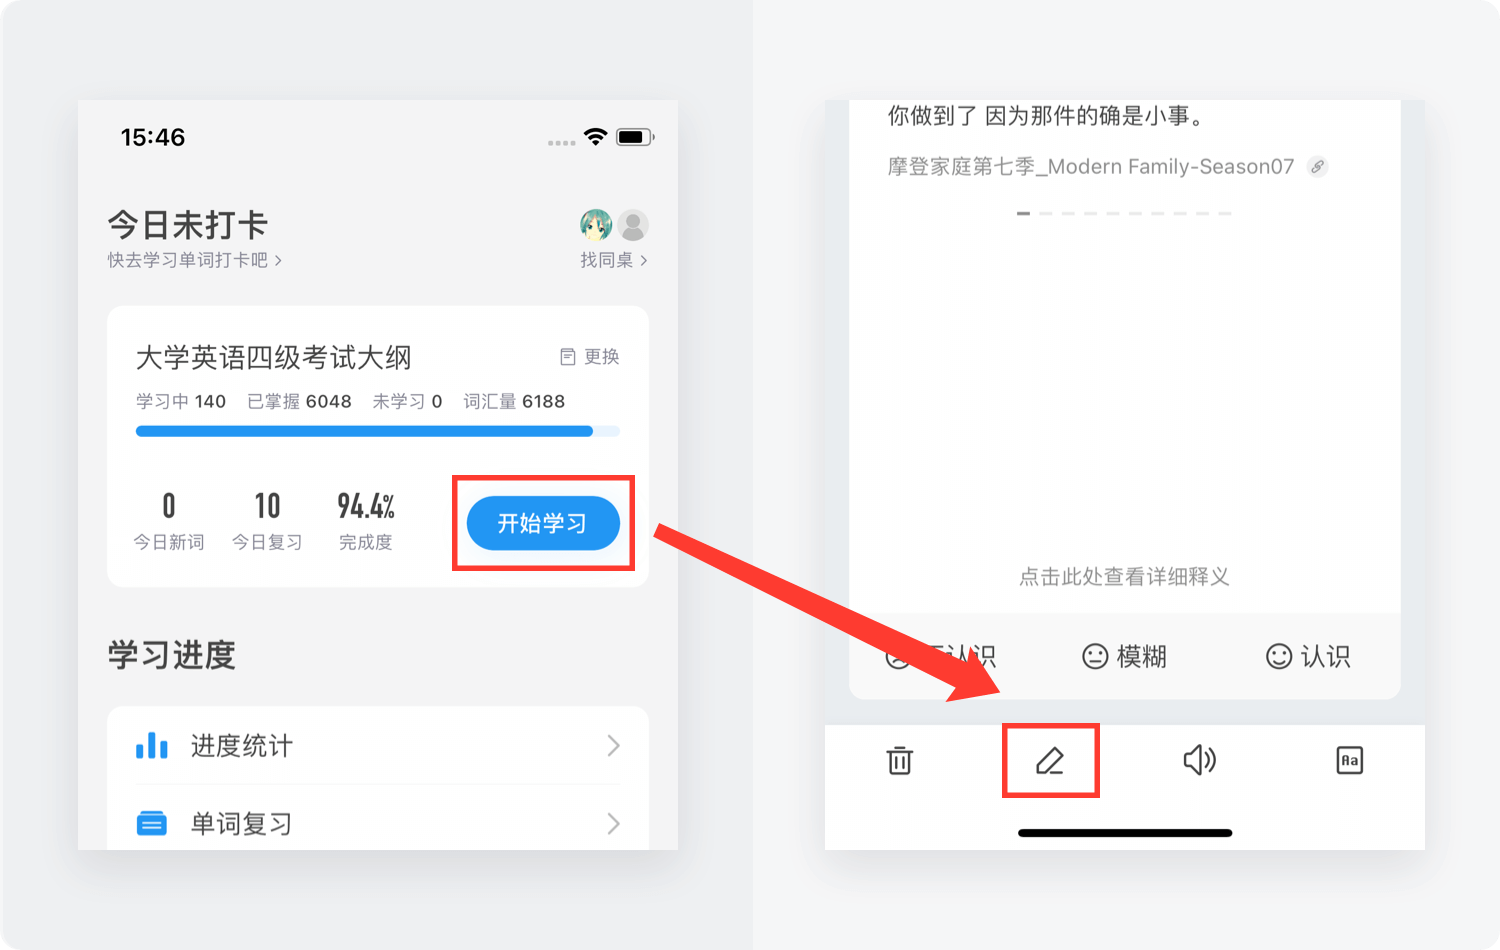 15:46
今日未打卡
快去学习单词打卡吧 >
找同桌 >
大学英语四级考试大纲
更换
学习中 140 已掌握 6048 未学习 0 词汇量 6188
0 10 94.4%
今日新词 今日复习 完成度
开始学习
学习进度
进度统计
单词复习
你做到了 因为那件的确是小事。
摩登家庭第七季_Modern Family-Season07
点击此处查看详细释义
认识 模糊 认识
Aa